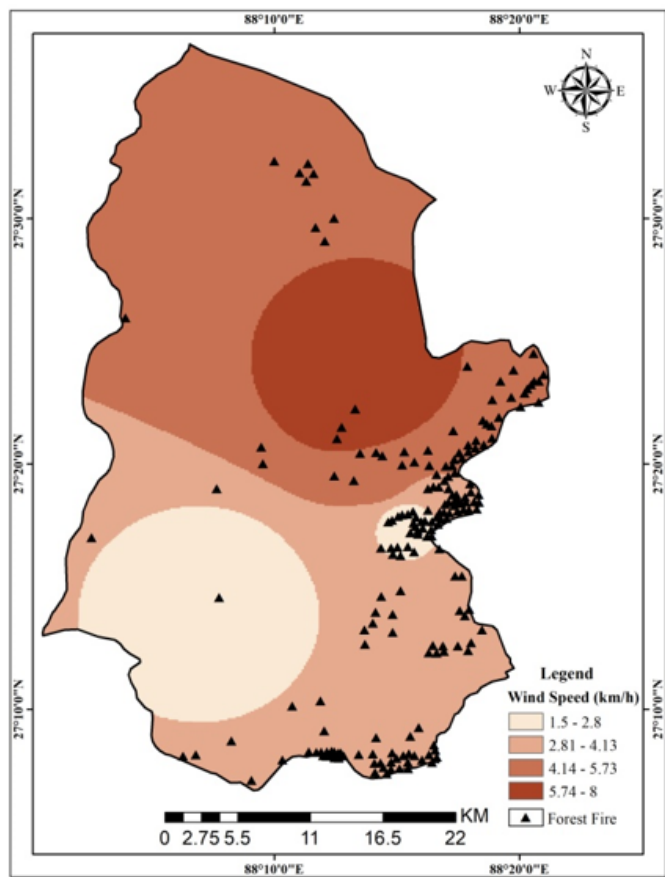 88°10'0"E 88°20'0"E
N
W E
S
27°30'0"N 27°30'0"N
27°20'0"N 27°20'0"N
27°10'0"N 27°10'0"N
Legend
Wind Speed (km/h)
1.5 - 2.8
2.81 - 4.13
4.14 - 5.73
5.74 - 8
Forest Fire
KM
0 2.75 5.5 11 16.5 22
88°10'0"E 88°20'0"E